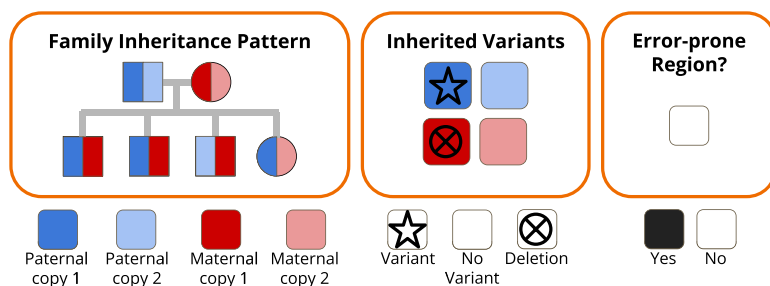 Family Inheritance Pattern
Inherited Variants
Error-prone
Region?
Paternal
copy 1
Paternal
copy 2
Maternal
copy 1
Maternal
copy 2
Variant
No
Variant
Deletion
Yes
No